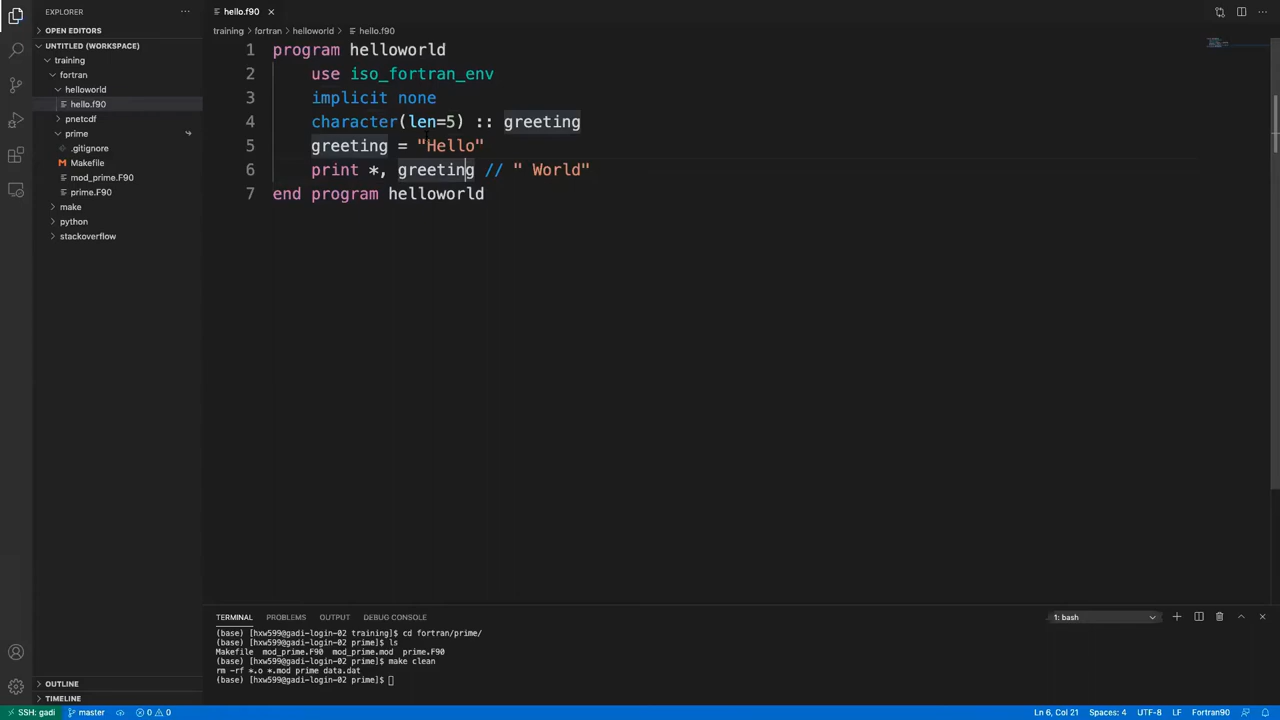 EXPLORER
OPEN EDITORS
UNTITLED (WORKSPACE)
training
fortran
helloworld
hello.f90
pnetcdf
prime
.gitignore
Makefile
mod_prime.F90
prime.F90
make
python
stackoverflow
OUTLINE
TIMELINE
hello.f90
training fortran helloworld hello.f90
1 program helloworld
2 use iso_fortran_env
3 implicit none
4 character(len=5) :: greeting
5 greeting = "Hello"
6 print *, greeting // " World"
7 end program helloworld
TERMINAL PROBLEMS OUTPUT DEBUG CONSOLE 1: bash
(base) [hxw599@gadi-login-02 training]$ cd fortran/prime/
(base) [hxw599@gadi-login-02 prime]$ ls
Makefile mod_prime.F90 mod_prime.mod prime.F90
(base) [hxw599@gadi-login-02 prime]$ make clean
rm -rf *.o *.mod prime data.dat
(base) [hxw599@gadi-login-02 prime]$
SSH: gadi master 0 0 Ln 6, Col 21 Spaces: 4 UTF-8 LF Fortran90